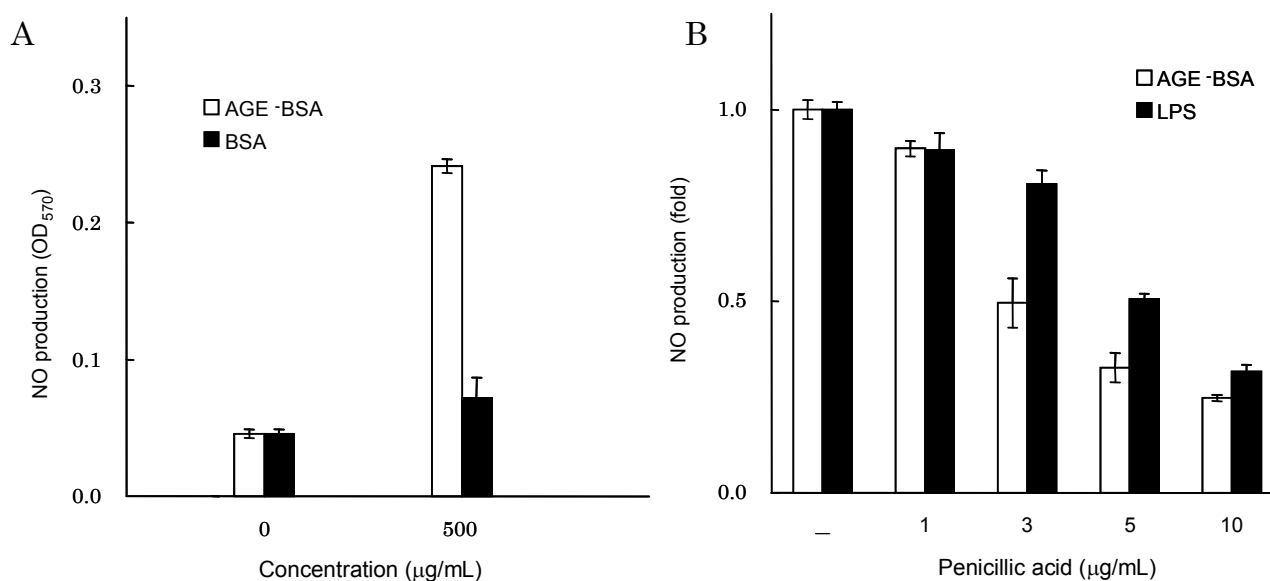 A
NO production (OD570)
0.3
0.2
0.1
0.0
AGE -BSA
BSA
0
500
Concentration (μg/mL)
B
NO production (fold)
1.0
0.5
0.0
AGE -BSA
LPS
–
1
3
5
10
Penicillic acid (μg/mL)